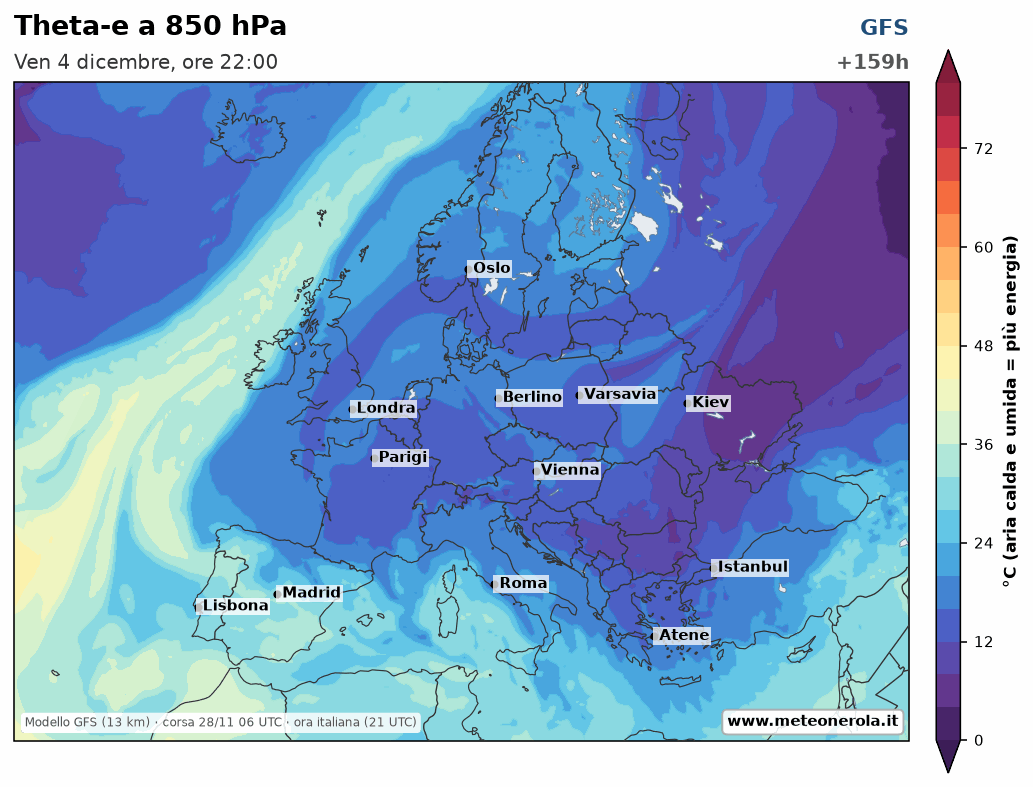 Theta-e a 850 hPa
GFS
Ven 4 dicembre, ore 22:00
+159h
Oslo
Londra
Berlino
Varsavia
Kiev
Parigi
Vienna
Istanbul
Roma
Madrid
Lisbona
Atene
Modello GFS (13 km) · corsa 28/11 06 UTC · ora italiana (21 UTC)
www.meteonerola.it
72
60
48
36
24
12
0
°C (aria calda e umida = più energia)